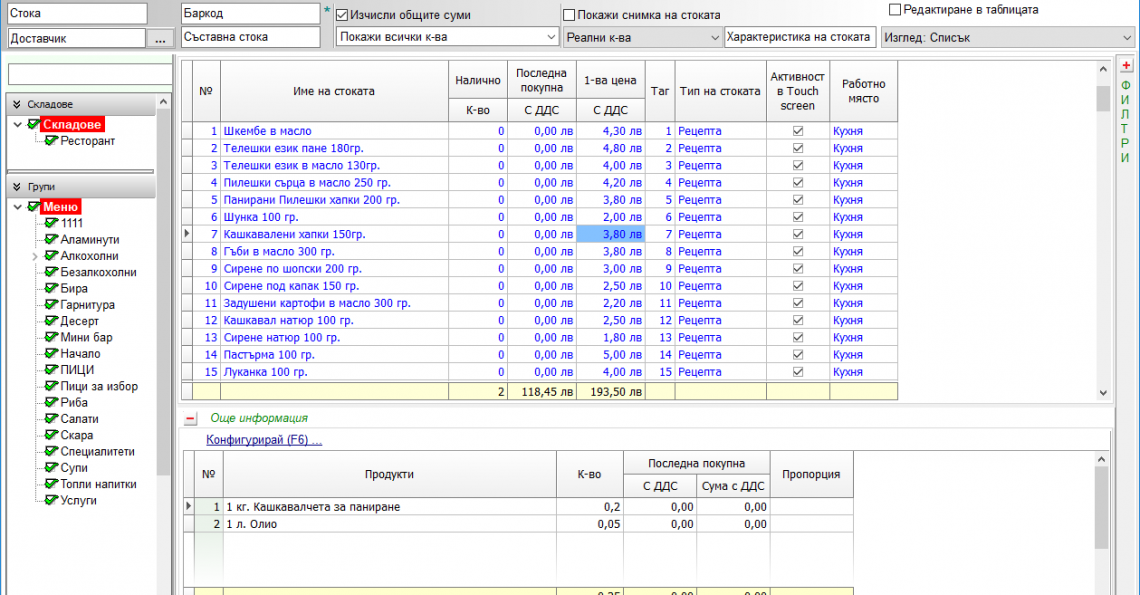 Стока
Баркод
*
Изчисли общите суми
Покажи снимка на стоката
Редактиране в таблицата
Доставчик
...
Съставна стока
Покажи всички к-ва
Реални к-ва
Характеристика на стоката
Изглед: Списък
Складове
Складове
Ресторант
Групи
Меню
1111
Аламинути
Алкохолни
Безалкохолни
Бира
Гарнитура
Десерт
Мини бар
Начало
ПИЦИ
Пици за избор
Риба
Салати
Скара
Специалитети
Супи
Топли напитки
Услуги
№ Име на стоката Налично Последна покупна 1-ва цена Таг Тип на стоката Активност в Touch screen Работно място
К-во С ДДС С ДДС
1 Шкембе в масло 0 0,00 лв 4,30 лв 1 Рецепта Кухня
2 Телешки език пане 180гр. 0 0,00 лв 4,80 лв 2 Рецепта Кухня
3 Телешки език в масло 130гр. 0 0,00 лв 4,00 лв 3 Рецепта Кухня
4 Пилешки сърца в масло 250 гр. 0 0,00 лв 4,20 лв 4 Рецепта Кухня
5 Панирани Пилешки хапки 200 гр. 0 0,00 лв 3,80 лв 5 Рецепта Кухня
6 Шунка 100 гр. 0 0,00 лв 2,00 лв 6 Рецепта Кухня
7 Кашкавалени хапки 150гр. 0 0,00 лв 3,80 лв 7 Рецепта Кухня
8 Гъби в масло 300 гр. 0 0,00 лв 3,80 лв 8 Рецепта Кухня
9 Сирене по шопски 200 гр. 0 0,00 лв 3,00 лв 9 Рецепта Кухня
10 Сирене под капак 150 гр. 0 0,00 лв 2,50 лв 10 Рецепта Кухня
11 Задушени картофи в масло 300 гр. 0 0,00 лв 2,20 лв 11 Рецепта Кухня
12 Кашкавал натюр 100 гр. 0 0,00 лв 2,50 лв 12 Рецепта Кухня
13 Сирене натюр 100 гр. 0 0,00 лв 1,80 лв 13 Рецепта Кухня
14 Пастърма 100 гр. 0 0,00 лв 5,00 лв 14 Рецепта Кухня
15 Луканка 100 гр. 0 0,00 лв 4,00 лв 15 Рецепта Кухня
2 118,45 лв 193,50 лв
Още информация
Конфигурирай (F6) ...
№ Продукти К-во Последна покупна Пропорция
С ДДС Сума с ДДС
1 1 кг. Кашкавалчета за паниране 0,2 0,00 0,00
2 1 л. Олио 0,05 0,00 0,00
0,25 0,00 0,00
ФИЛТРИ